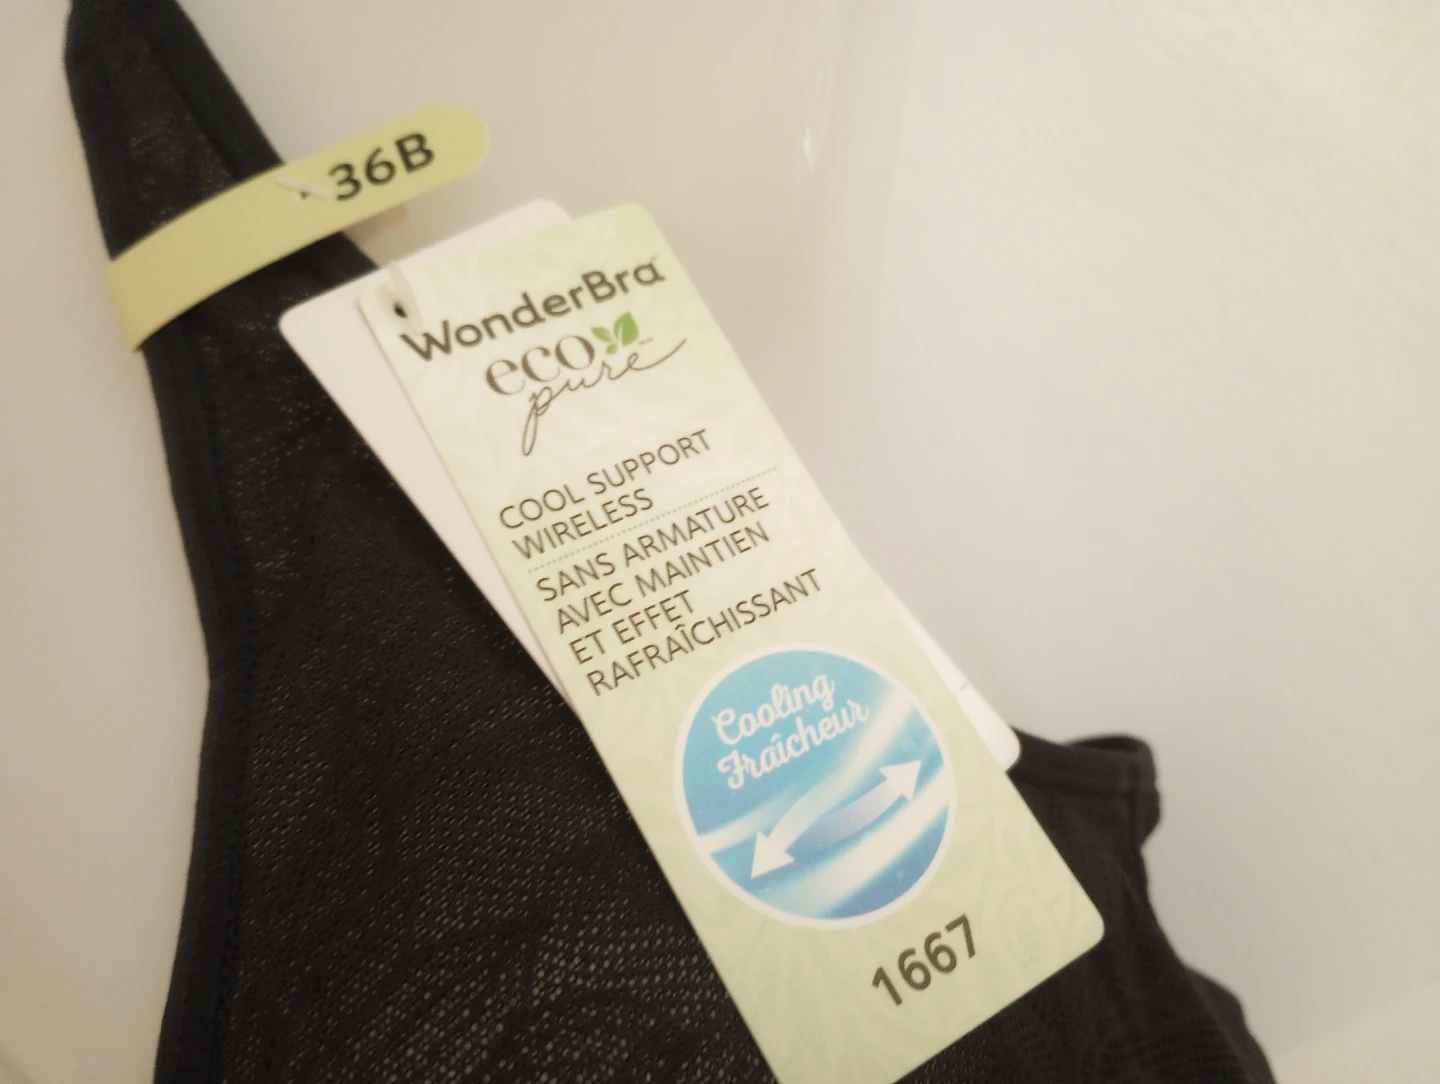 36B
WonderBra
eco
pure
COOL SUPPORT
WIRELESS
SANS ARMATURE
AVEC MAINTIEN
ET EFFET
RAFRAÎCHISSANT
Cooling
Fraîcheur
1667